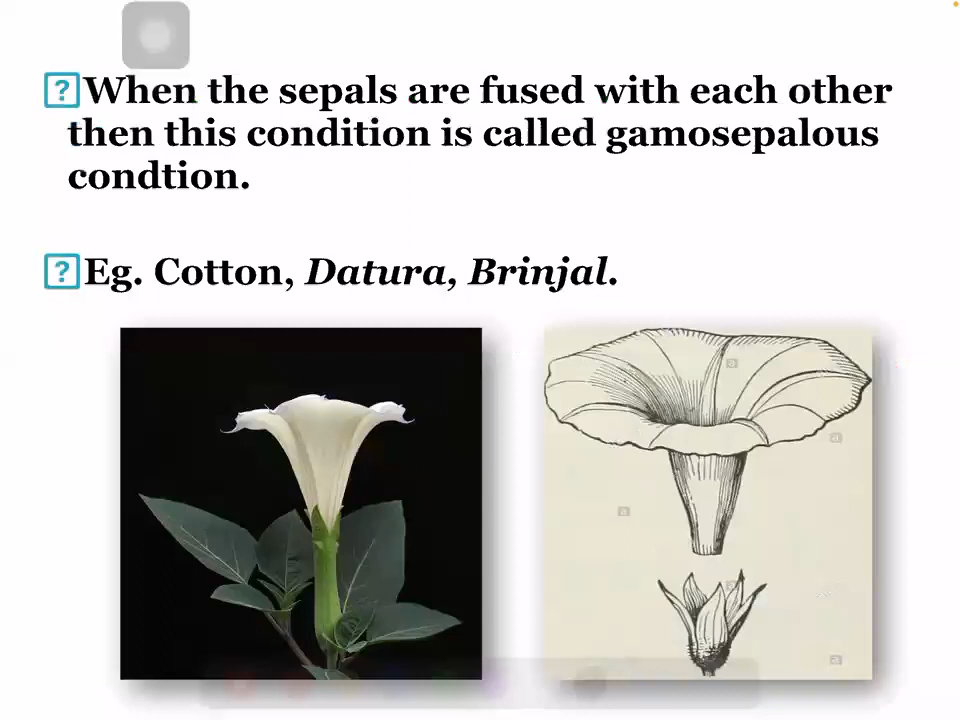 When the sepals are fused with each other
then this condition is called gamosepalous
condtion.
Eg. Cotton, Datura, Brinjal.